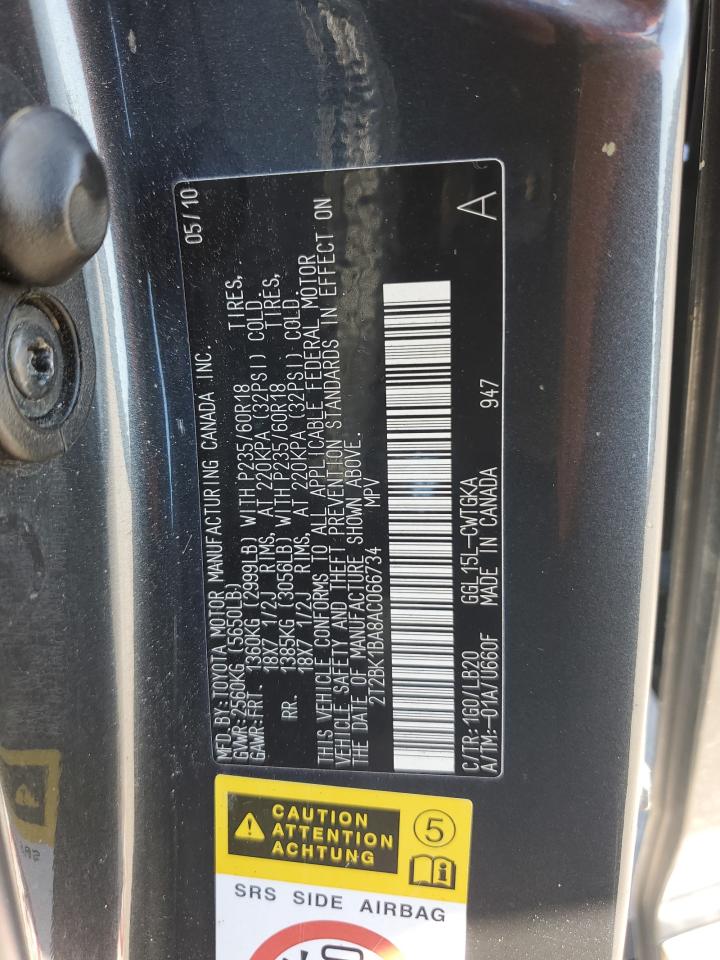 MFD.BY:TOYOTA MOTOR MANUFACTURING CANADA INC. 05/10
GVWR:2560KG (5650LB)
GAWR:FRT. 1360KG (2999LB) WITH P235/60R18 TIRES,
18X7 1/2J RIMS, AT 220KPA (32PSI) COLD.
RR. 1385KG (3056LB) WITH P235/60R18 TIRES,
18X7 1/2J RIMS, AT 220KPA (32PSI) COLD.
THIS VEHICLE CONFORMS TO ALL APPLICABLE FEDERAL MOTOR
VEHICLE SAFETY AND THEFT PREVENTION STANDARDS IN EFFECT ON
THE DATE OF MANUFACTURE SHOWN ABOVE.
2T2BK1BA8AC066734 MPV
C/TR:1G0/LB20 GGL15L-CWTGKA
A/TM:-01A/U660F MADE IN CANADA 947 A
CAUTION
ATTENTION
ACHTUNG
5
SRS SIDE AIRBAG